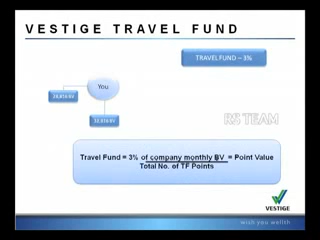 VESTIGE TRAVEL FUND
TRAVEL FUND – 3%
You
RS TEAM
Travel Fund = 3% of company monthly BV = Point Value
Total No. of TF Points
VESTIGE
wish you wellth